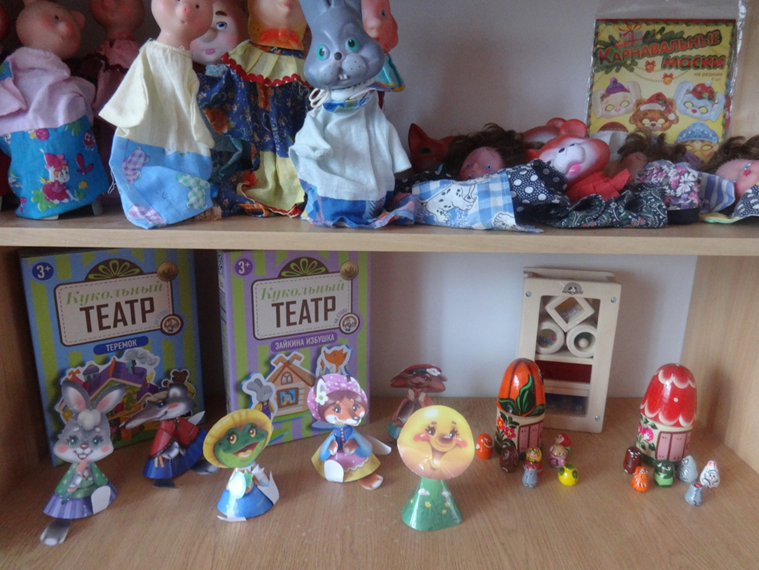 КАРНАВАЛЬНЫЕ
маски
3+
Кукольный
ТЕАТР
ТЕРЕМОК
3+
Кукольный
ТЕАТР
ЗАЙКИНА ИЗБУШКА